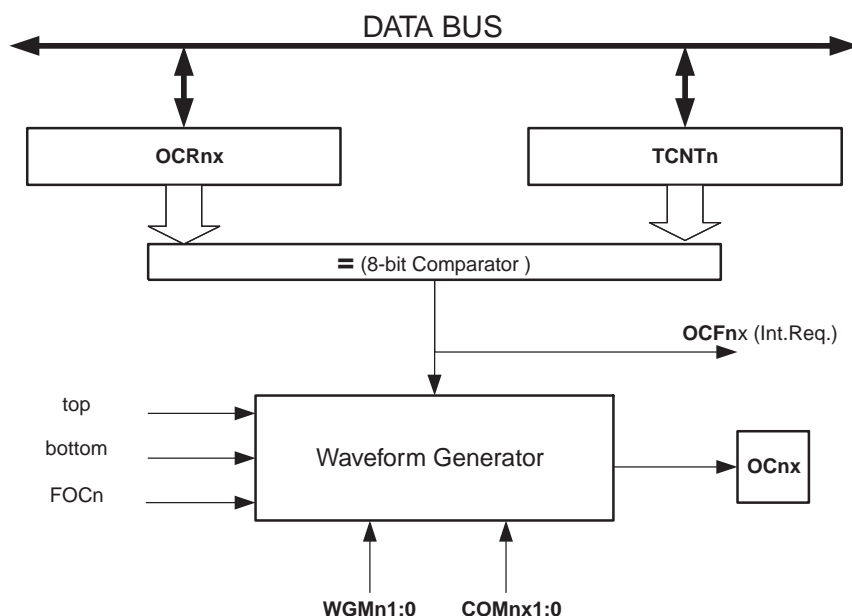 DATA BUS
OCRnx
TCNTn
= (8-bit Comparator )
OCFnx (Int.Req.)
top
bottom
FOCn
Waveform Generator
OCnx
WGMn1:0
COMnx1:0